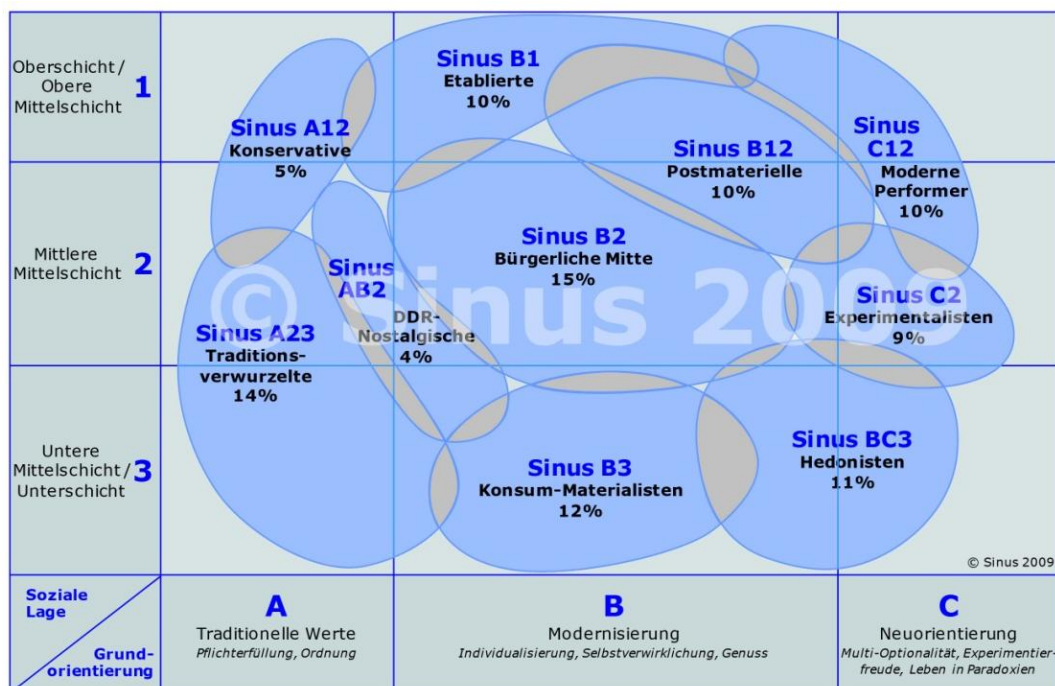 Oberschicht /
Obere
Mittelschicht
1
Mittlere
Mittelschicht
2
Untere
Mittelschicht /
Unterschicht
3
Sinus B1
Etablierte
10%
Sinus A12
Konservative
5%
Sinus B12
Postmaterielle
10%
Sinus
C12
Moderne
Performer
10%
Sinus B2
Bürgerliche Mitte
15%
Sinus
AB2
DDR-
Nostalgische
4%
Sinus A23
Traditions-
verwurzelte
14%
Sinus C2
Experimentalisten
9%
Sinus B3
Konsum-Materialisten
12%
Sinus BC3
Hedonisten
11%
© Sinus 2009
© Sinus 2009
Soziale
Lage
Grund-
orientierung
A
Traditionelle Werte
Pflichterfüllung, Ordnung
B
Modernisierung
Individualisierung, Selbstverwirklichung, Genuss
C
Neuorientierung
Multi-Optionalität, Experimentier-
freude, Leben in Paradoxien